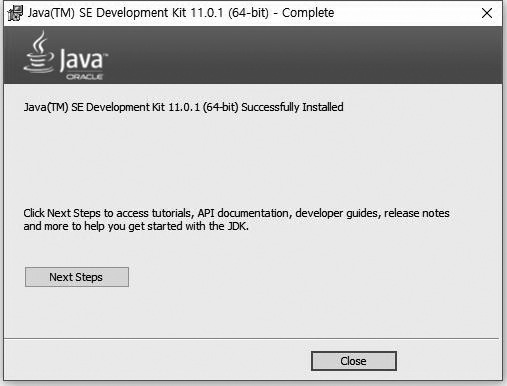 Java(TM) SE Development Kit 11.0.1 (64-bit) - Complete
Java™
ORACLE
Java(TM) SE Development Kit 11.0.1 (64-bit) Successfully Installed
Click Next Steps to access tutorials, API documentation, developer guides, release notes
and more to help you get started with the JDK.
Next Steps
Close